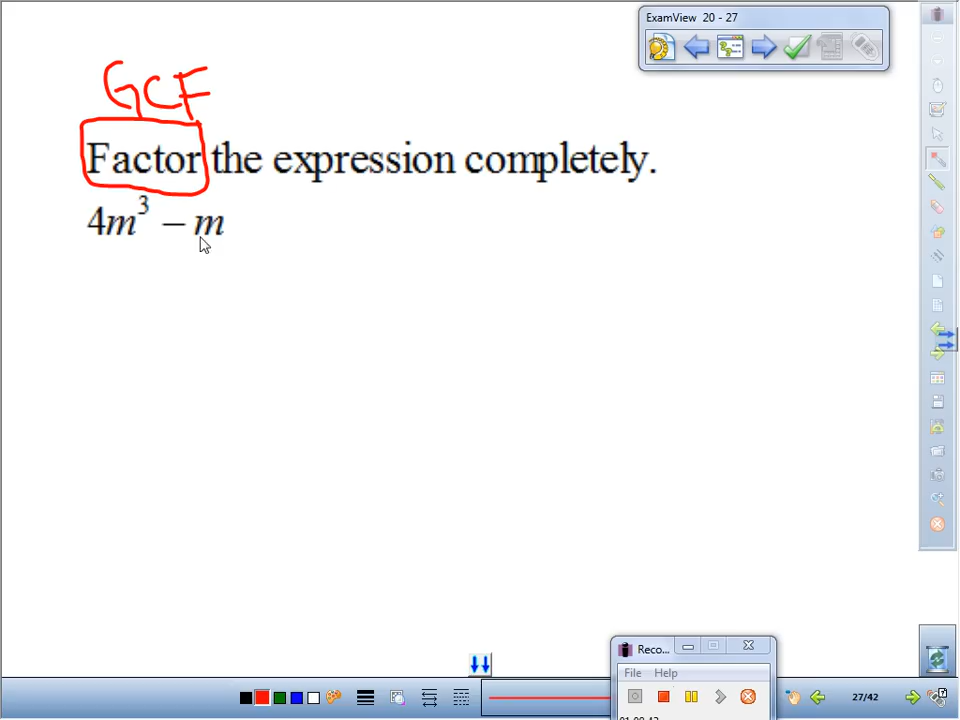 ExamView 20 - 27
GCF
Factor the expression completely.
4m³ – m
Reco...
File Help
27/42